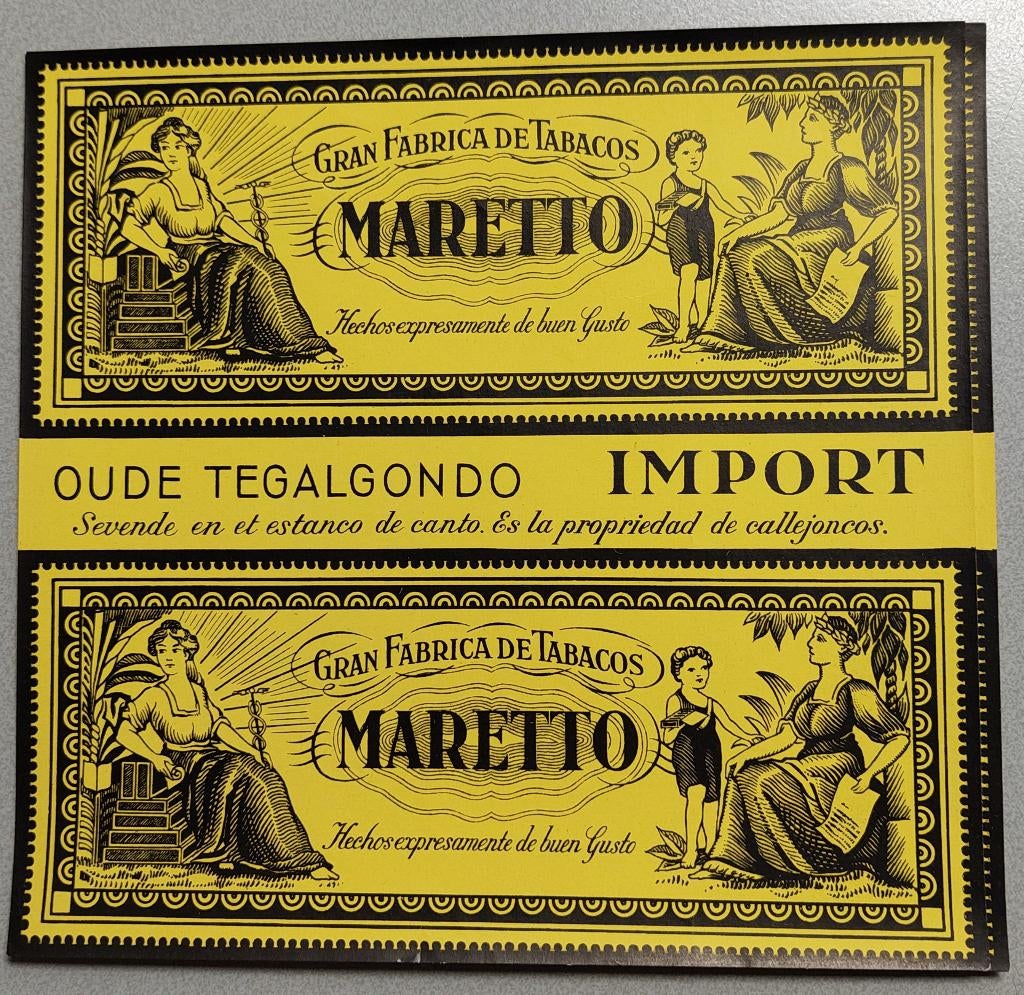 GRAN FABRICA DE TABACOS
MARETTO
Hechos expresamente de buen Gusto
OUDE TEGALGONDO IMPORT
Sevende en et estanco de canto. Es la propriedad de callejoncos.
GRAN FABRICA DE TABACOS
MARETTO
Hechos expresamente de buen Gusto